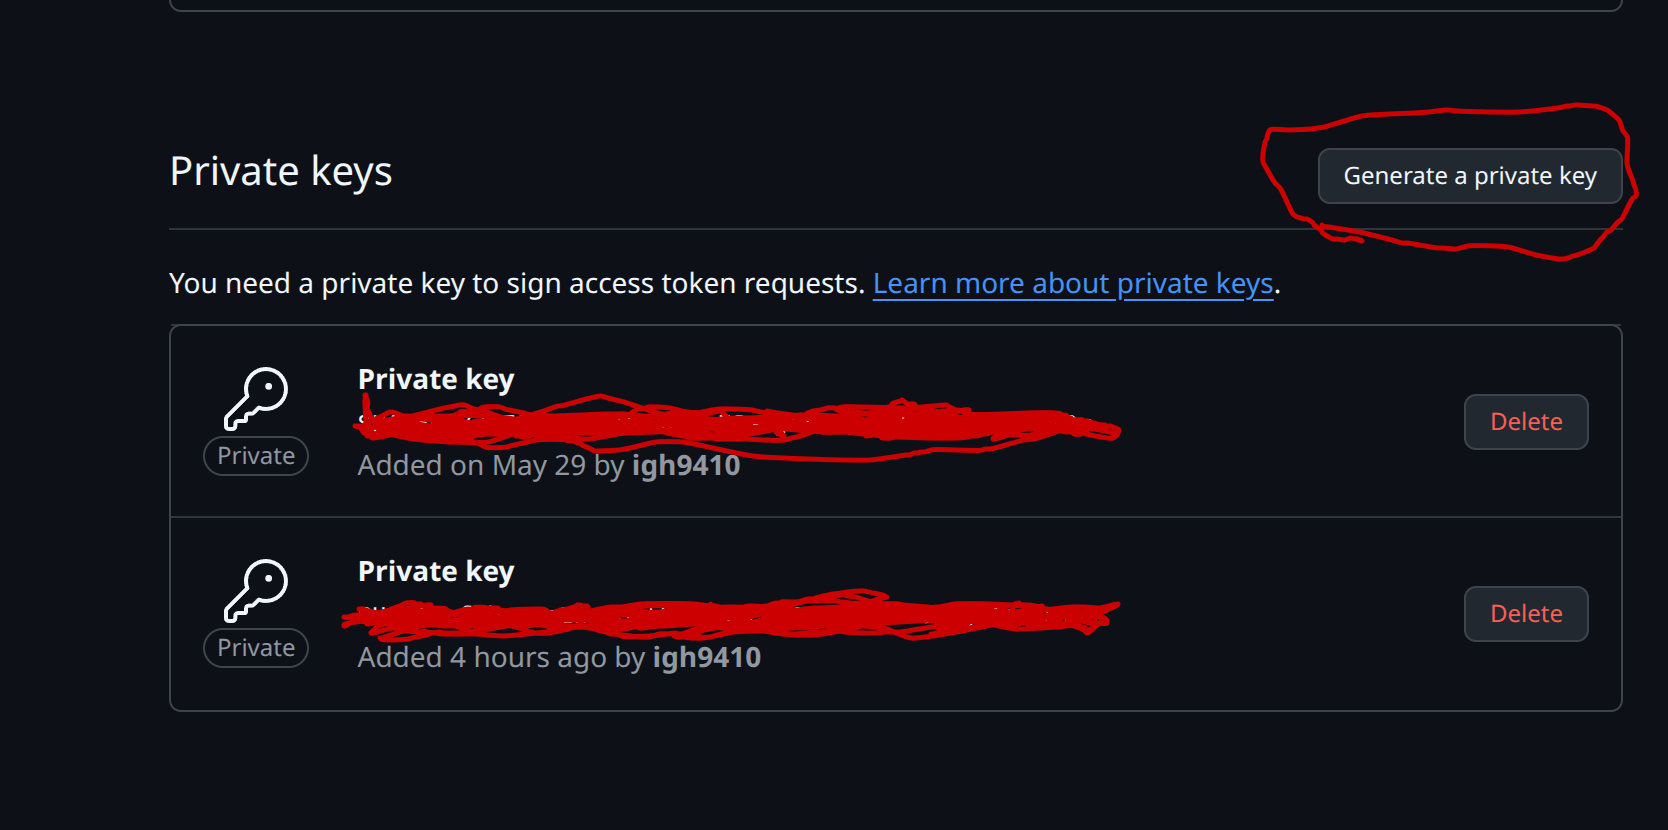 Private keys
Generate a private key
You need a private key to sign access token requests. Learn more about private keys.
Private key
Private
Added on May 29 by igh9410
Delete
Private key
Private
Added 4 hours ago by igh9410
Delete